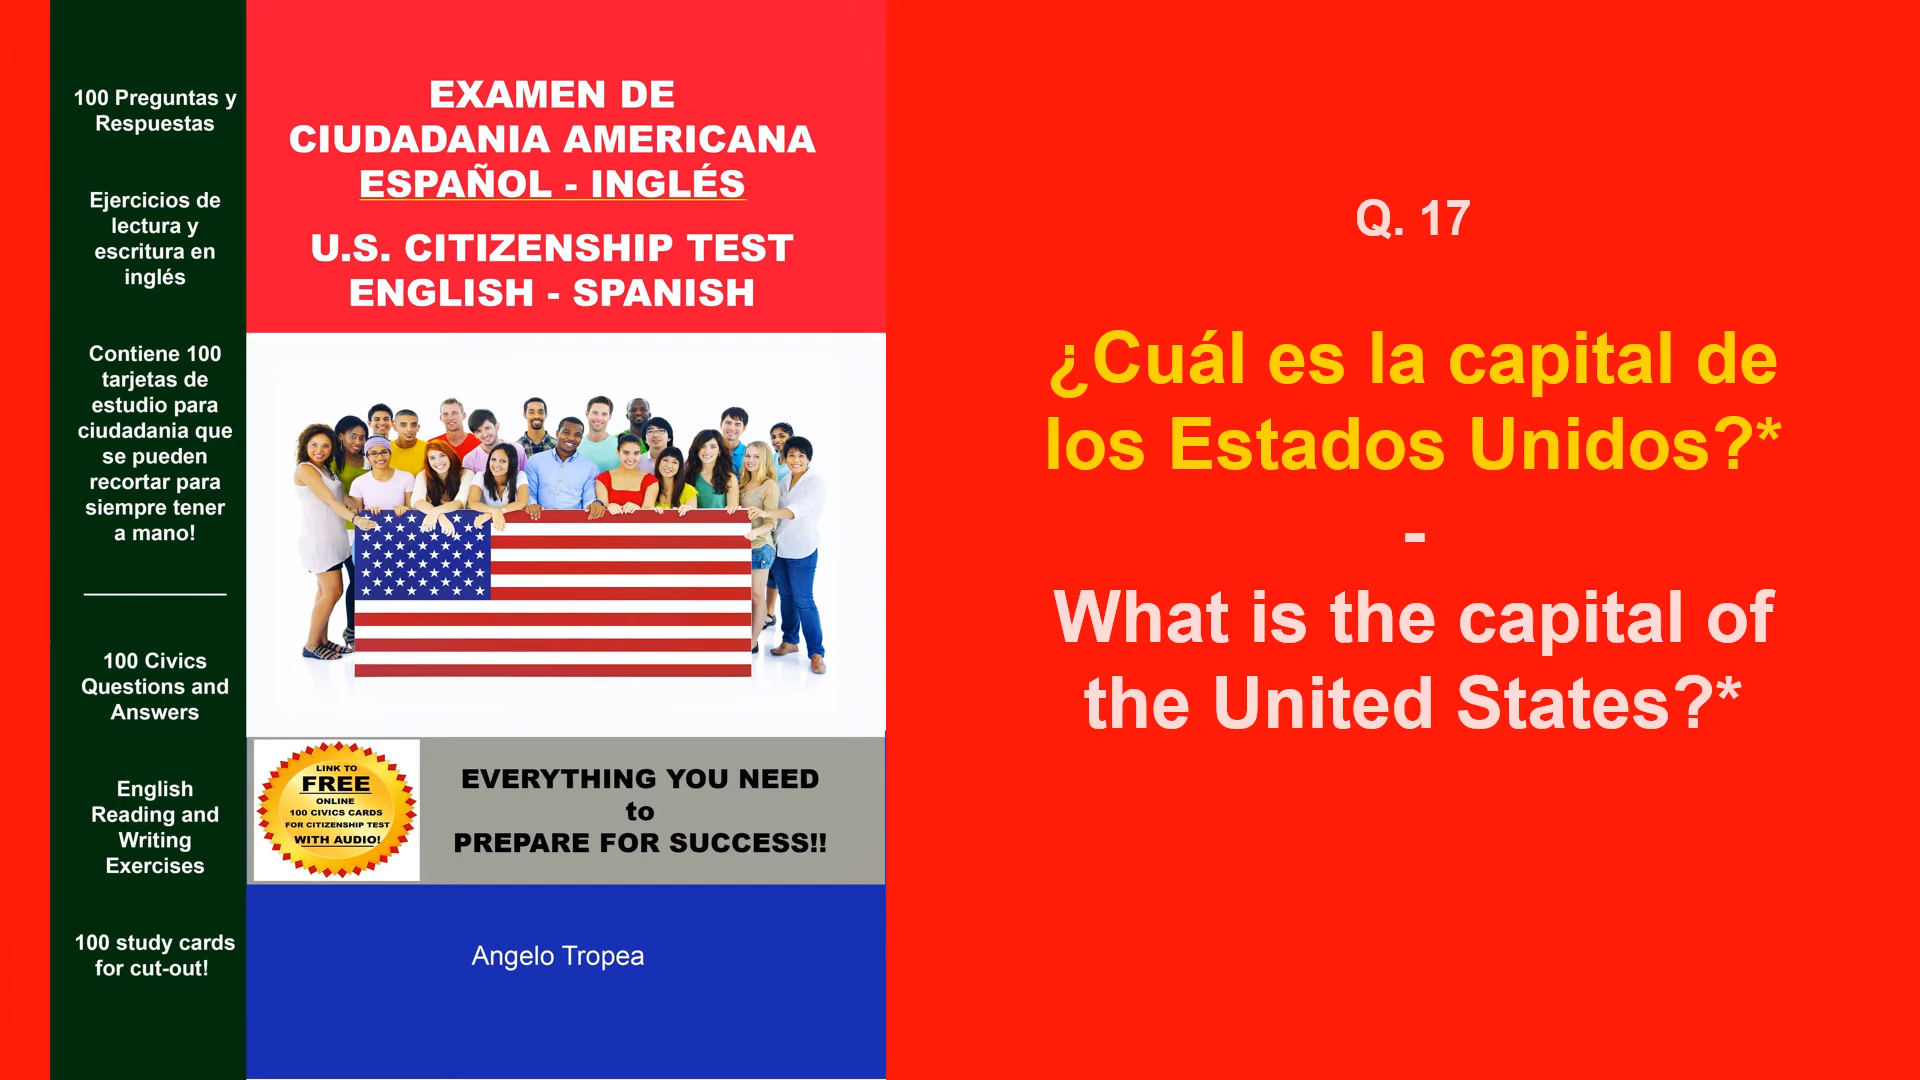 100 Preguntas y
Respuestas
Ejercicios de
lectura y
escritura en
inglés
Contiene 100
tarjetas de
estudio para
ciudadania que
se pueden
recortar para
siempre tener
a mano!
100 Civics
Questions and
Answers
English
Reading and
Writing
Exercises
100 study cards
for cut-out!
EXAMEN DE
CIUDADANIA AMERICANA
ESPAÑOL - INGLÉS
U.S. CITIZENSHIP TEST
ENGLISH - SPANISH
LINK TO
FREE
ONLINE
100 CIVICS CARDS
FOR CITIZENSHIP TEST
WITH AUDIO!
EVERYTHING YOU NEED
to
PREPARE FOR SUCCESS!!
Angelo Tropea
Q. 17
¿Cuál es la capital de
los Estados Unidos?*
-
What is the capital of
the United States?*